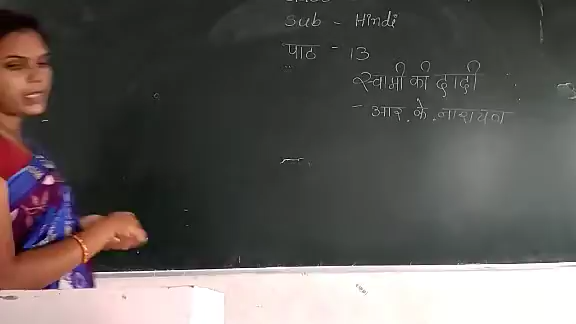 Sub - Hindi
पाठ - 13
स्वामी की दादी
- आर. के. नारायण